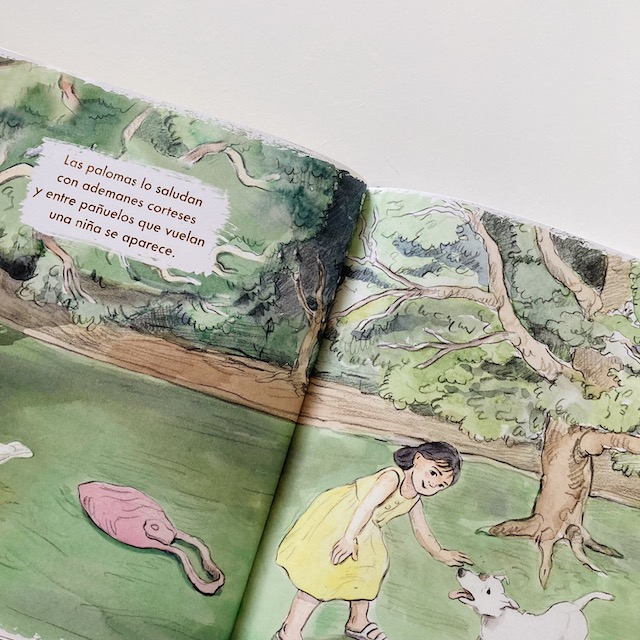 Las palomas lo saludan
con ademanes corteses
y entre pañuelos que vuelan
una niña se aparece.